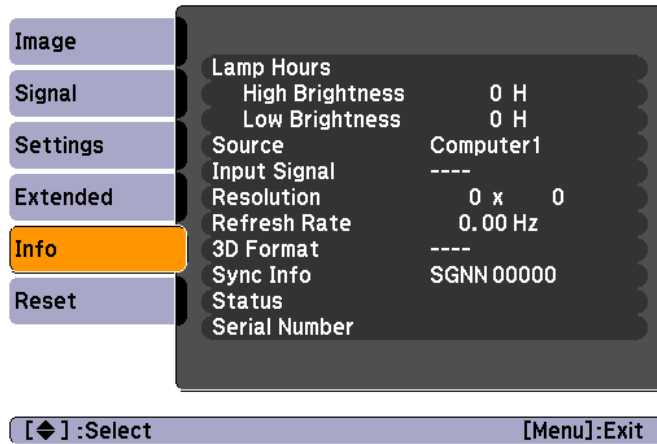 Image
Signal
Settings
Extended
Info
Reset
Lamp Hours
High Brightness 0 H
Low Brightness 0 H
Source Computer1
Input Signal ----
Resolution 0 x 0
Refresh Rate 0.00 Hz
3D Format ----
Sync Info SGNN 00000
Status
Serial Number
[◆] :Select [Menu]:Exit